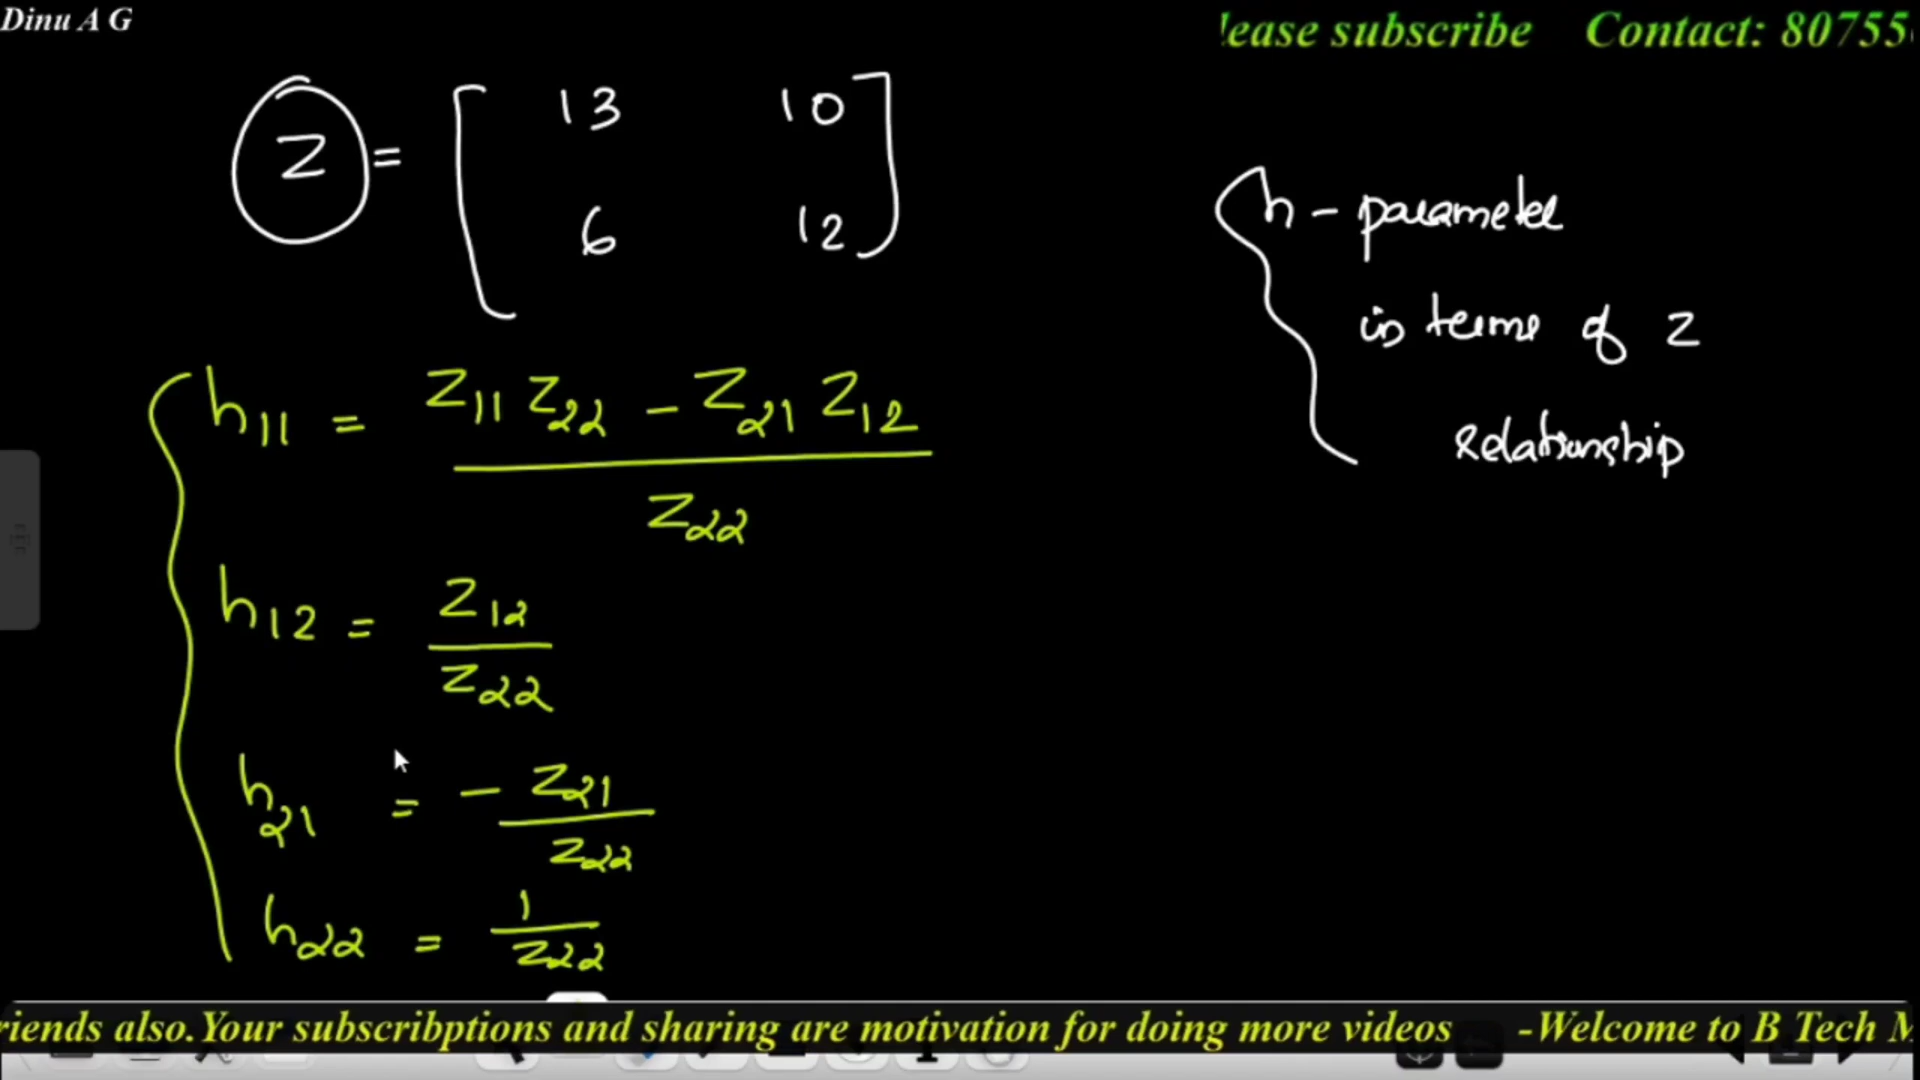 Dinu A G
lease subscribe Contact: 80755
Z = [ 13 10
6 12 ]
h - parameter
in terms of Z
relationship
h11 = Z11 Z22 - Z21 Z12
Z22
h12 = Z12
Z22
h21 = - Z21
Z22
h22 = 1
Z22
riends also. Your subscribptions and sharing are motivation for doing more videos -Welcome to B Tech M